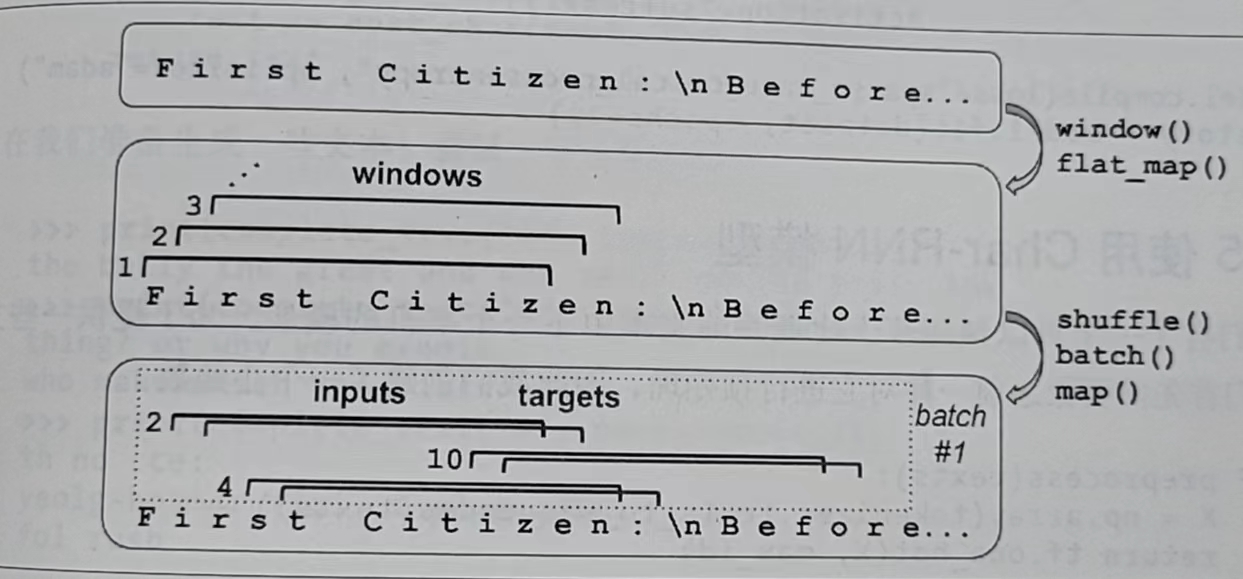 First Citizen:\nBefore...
window()
flat_map()
windows
3
2
1
First Citizen:\nBefore...
shuffle()
batch()
map()
inputs targets
2
batch
#1
10
4
First Citizen:\nBefore...